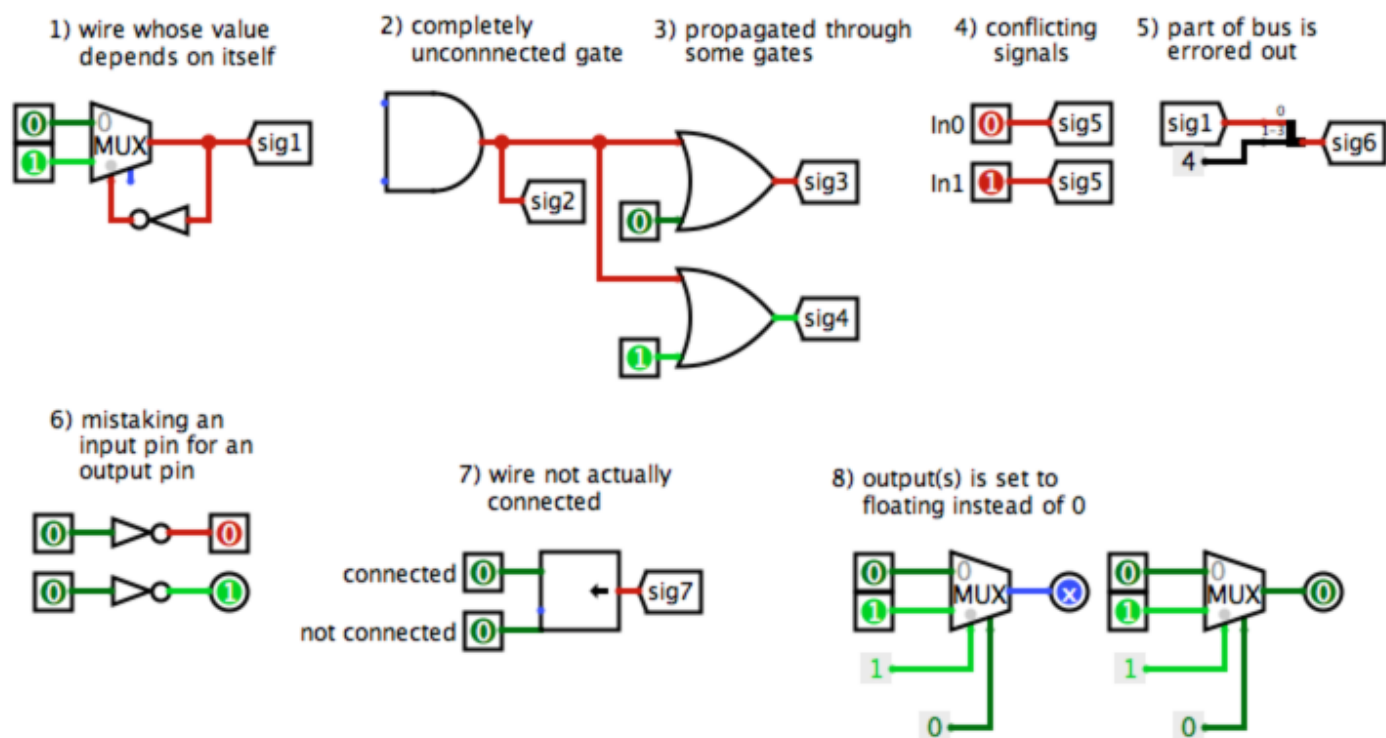 1) wire whose value
depends on itself
2) completely
unconnnected gate
3) propagated through
some gates
4) conflicting
signals
5) part of bus is
errored out
0
1
0
MUX
sig1
sig2
0
sig3
1
sig4
In0
0
sig5
In1
1
sig5
sig1
0
1-3
4
sig6
6) mistaking an
input pin for an
output pin
0
0
0
1
7) wire not actually
connected
connected
0
not connected
0
sig7
8) output(s) is set to
floating instead of 0
0
1
0
MUX
x
1
0
0
1
0
MUX
0
1
0